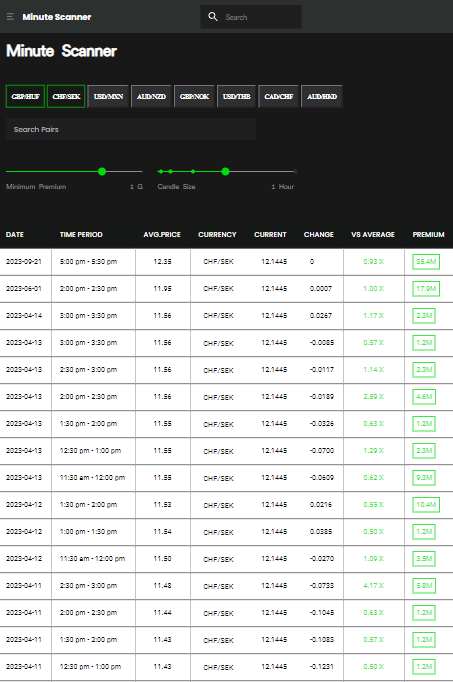 Minute Scanner
Search
Minute Scanner
GBP/HUF CHF/SEK USD/MXN AUD/NZD GBP/NOK USD/THB CAD/CHF AUD/HKD
Search Pairs
Minimum Premium 1 G Candle Size 1 Hour
DATE TIME PERIOD AVG.PRICE CURRENCY CURRENT CHANGE VS AVERAGE PREMIUM
2023-09-21 5:00 pm - 5:30 pm 12.35 CHF/SEK 12.1445 0 0.93 X 35.4M
2023-06-01 2:00 pm - 2:30 pm 11.95 CHF/SEK 12.1445 0.0007 1.00 X 17.9M
2023-04-14 3:00 pm - 3:30 pm 11.56 CHF/SEK 12.1445 0.0267 1.17 X 2.3M
2023-04-13 3:00 pm - 3:30 pm 11.56 CHF/SEK 12.1445 -0.0085 0.57 X 1.2M
2023-04-13 2:30 pm - 3:00 pm 11.56 CHF/SEK 12.1445 -0.0117 1.14 X 2.3M
2023-04-13 2:00 pm - 2:30 pm 11.56 CHF/SEK 12.1445 -0.0189 2.59 X 4.6M
2023-04-13 1:30 pm - 2:00 pm 11.55 CHF/SEK 12.1445 -0.0326 0.63 X 1.2M
2023-04-13 12:30 pm - 1:00 pm 11.55 CHF/SEK 12.1445 -0.0700 1.29 X 2.3M
2023-04-13 11:30 am - 12:00 pm 11.55 CHF/SEK 12.1445 -0.0609 0.62 X 9.3M
2023-04-12 1:30 pm - 2:00 pm 11.53 CHF/SEK 12.1445 0.0216 0.55 X 10.4M
2023-04-12 1:00 pm - 1:30 pm 11.54 CHF/SEK 12.1445 0.0385 0.50 X 1.2M
2023-04-12 11:30 am - 12:00 pm 11.50 CHF/SEK 12.1445 -0.0270 1.09 X 3.5M
2023-04-11 2:30 pm - 3:00 pm 11.48 CHF/SEK 12.1445 -0.0733 4.17 X 5.8M
2023-04-11 2:00 pm - 2:30 pm 11.44 CHF/SEK 12.1445 -0.1045 0.63 X 1.2M
2023-04-11 1:30 pm - 2:00 pm 11.43 CHF/SEK 12.1445 -0.1083 0.57 X 1.2M
2023-04-11 12:30 pm - 1:00 pm 11.43 CHF/SEK 12.1445 -0.1231 0.50 X 1.2M